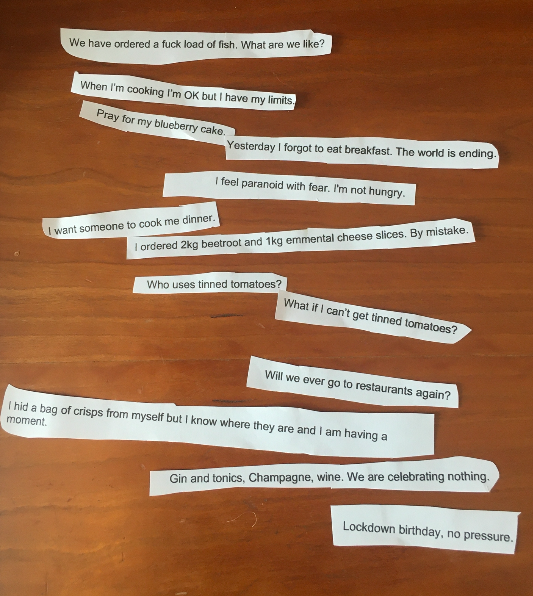 We have ordered a fuck load of fish. What are we like?
When I'm cooking I'm OK but I have my limits.
Pray for my blueberry cake.
Yesterday I forgot to eat breakfast. The world is ending.
I feel paranoid with fear. I'm not hungry.
I want someone to cook me dinner.
I ordered 2kg beetroot and 1kg emmental cheese slices. By mistake.
Who uses tinned tomatoes?
What if I can't get tinned tomatoes?
Will we ever go to restaurants again?
I hid a bag of crisps from myself but I know where they are and I am having a
moment.
Gin and tonics, Champagne, wine. We are celebrating nothing.
Lockdown birthday, no pressure.